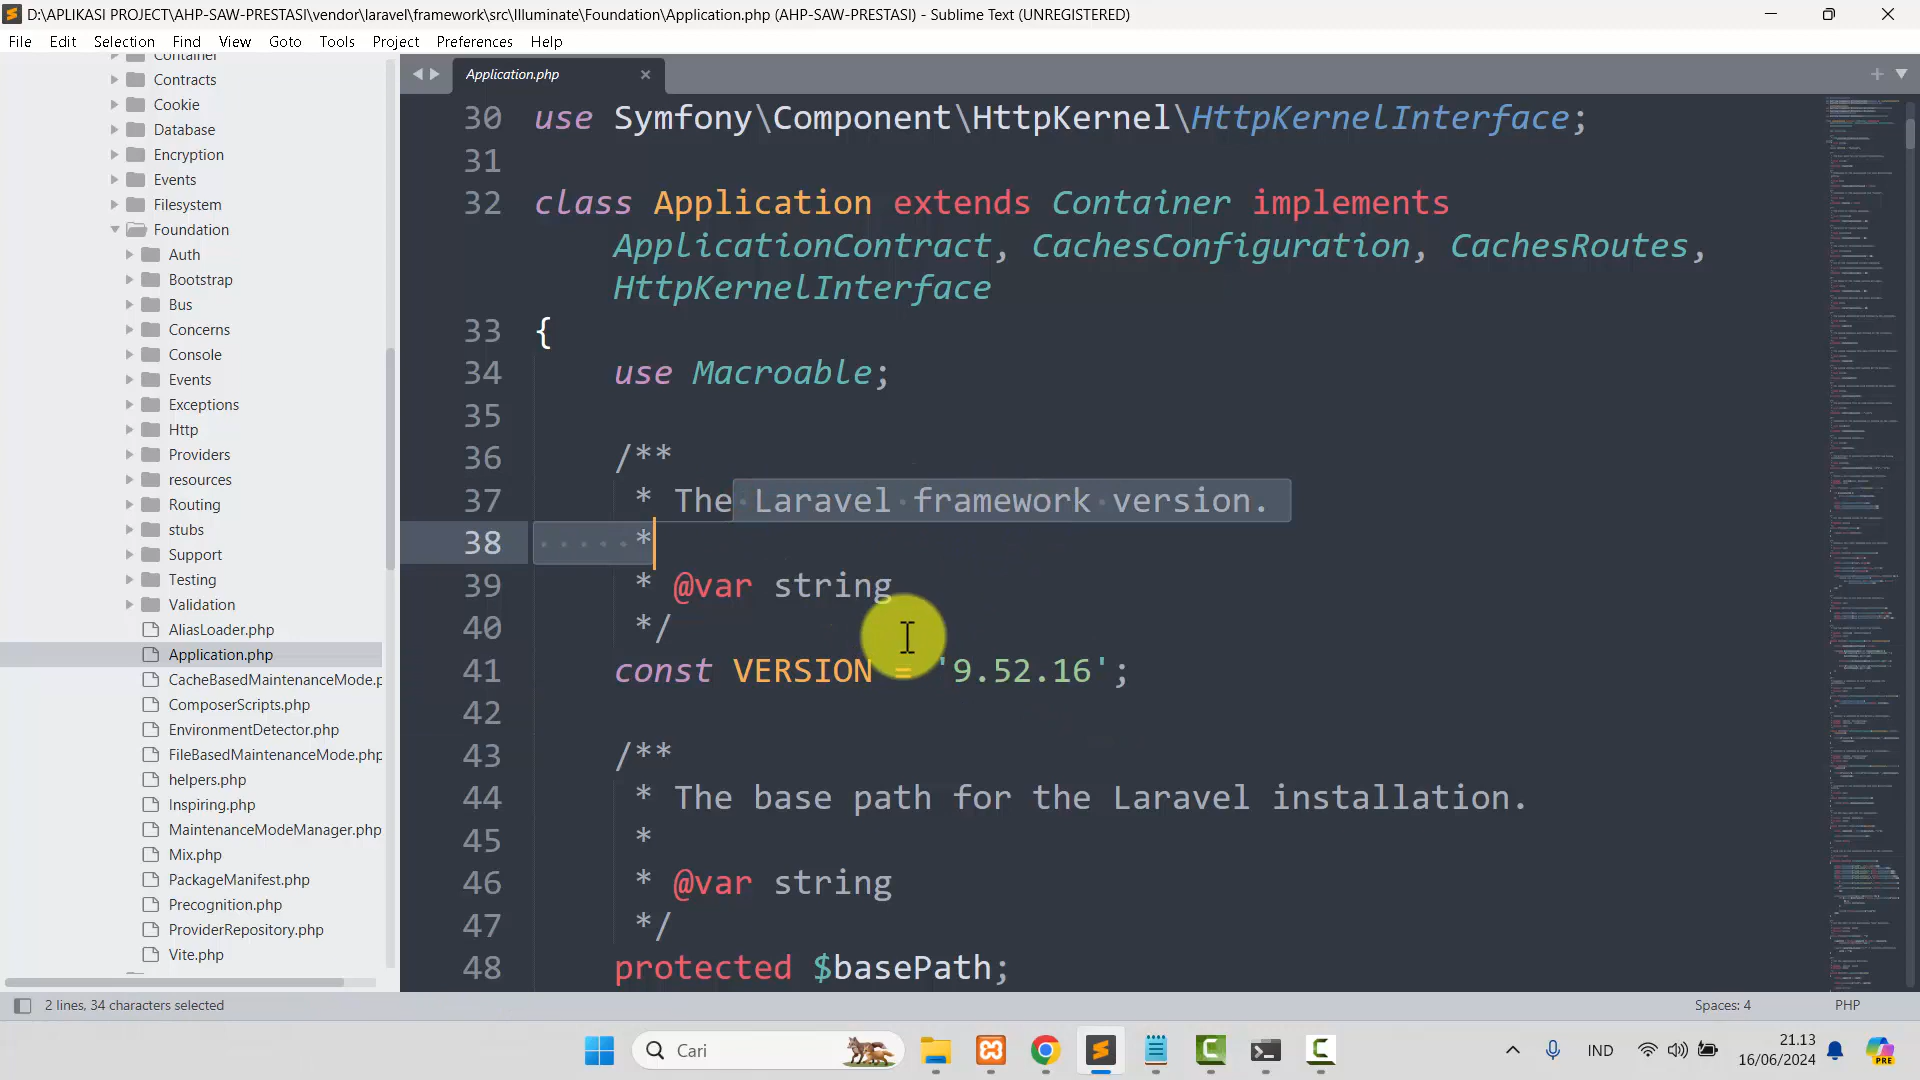 D:\APLIKASI PROJECT\AHP-SAW-PRESTASI\vendor\laravel\framework\src\Illuminate\Foundation\Application.php (AHP-SAW-PRESTASI) - Sublime Text (UNREGISTERED)
File Edit Selection Find View Goto Tools Project Preferences Help
Container
Contracts
Cookie
Database
Encryption
Events
Filesystem
Foundation
Auth
Bootstrap
Bus
Concerns
Console
Events
Exceptions
Http
Providers
resources
Routing
stubs
Support
Testing
Validation
AliasLoader.php
Application.php
CacheBasedMaintenanceMode.p
ComposerScripts.php
EnvironmentDetector.php
FileBasedMaintenanceMode.php
helpers.php
Inspiring.php
MaintenanceModeManager.php
Mix.php
PackageManifest.php
Precognition.php
ProviderRepository.php
Vite.php
Application.php
30 use Symfony\Component\HttpKernel\HttpKernelInterface;
31
32 class Application extends Container implements
ApplicationContract, CachesConfiguration, CachesRoutes,
HttpKernelInterface
33 {
34 use Macroable;
35
36 /**
37 * The Laravel framework version.
38 *
39 * @var string
40 */
41 const VERSION = '9.52.16';
42
43 /**
44 * The base path for the Laravel installation.
45 *
46 * @var string
47 */
48 protected $basePath;
2 lines, 34 characters selected
Spaces: 4 PHP
Cari
IND
21.13
16/06/2024
PRE